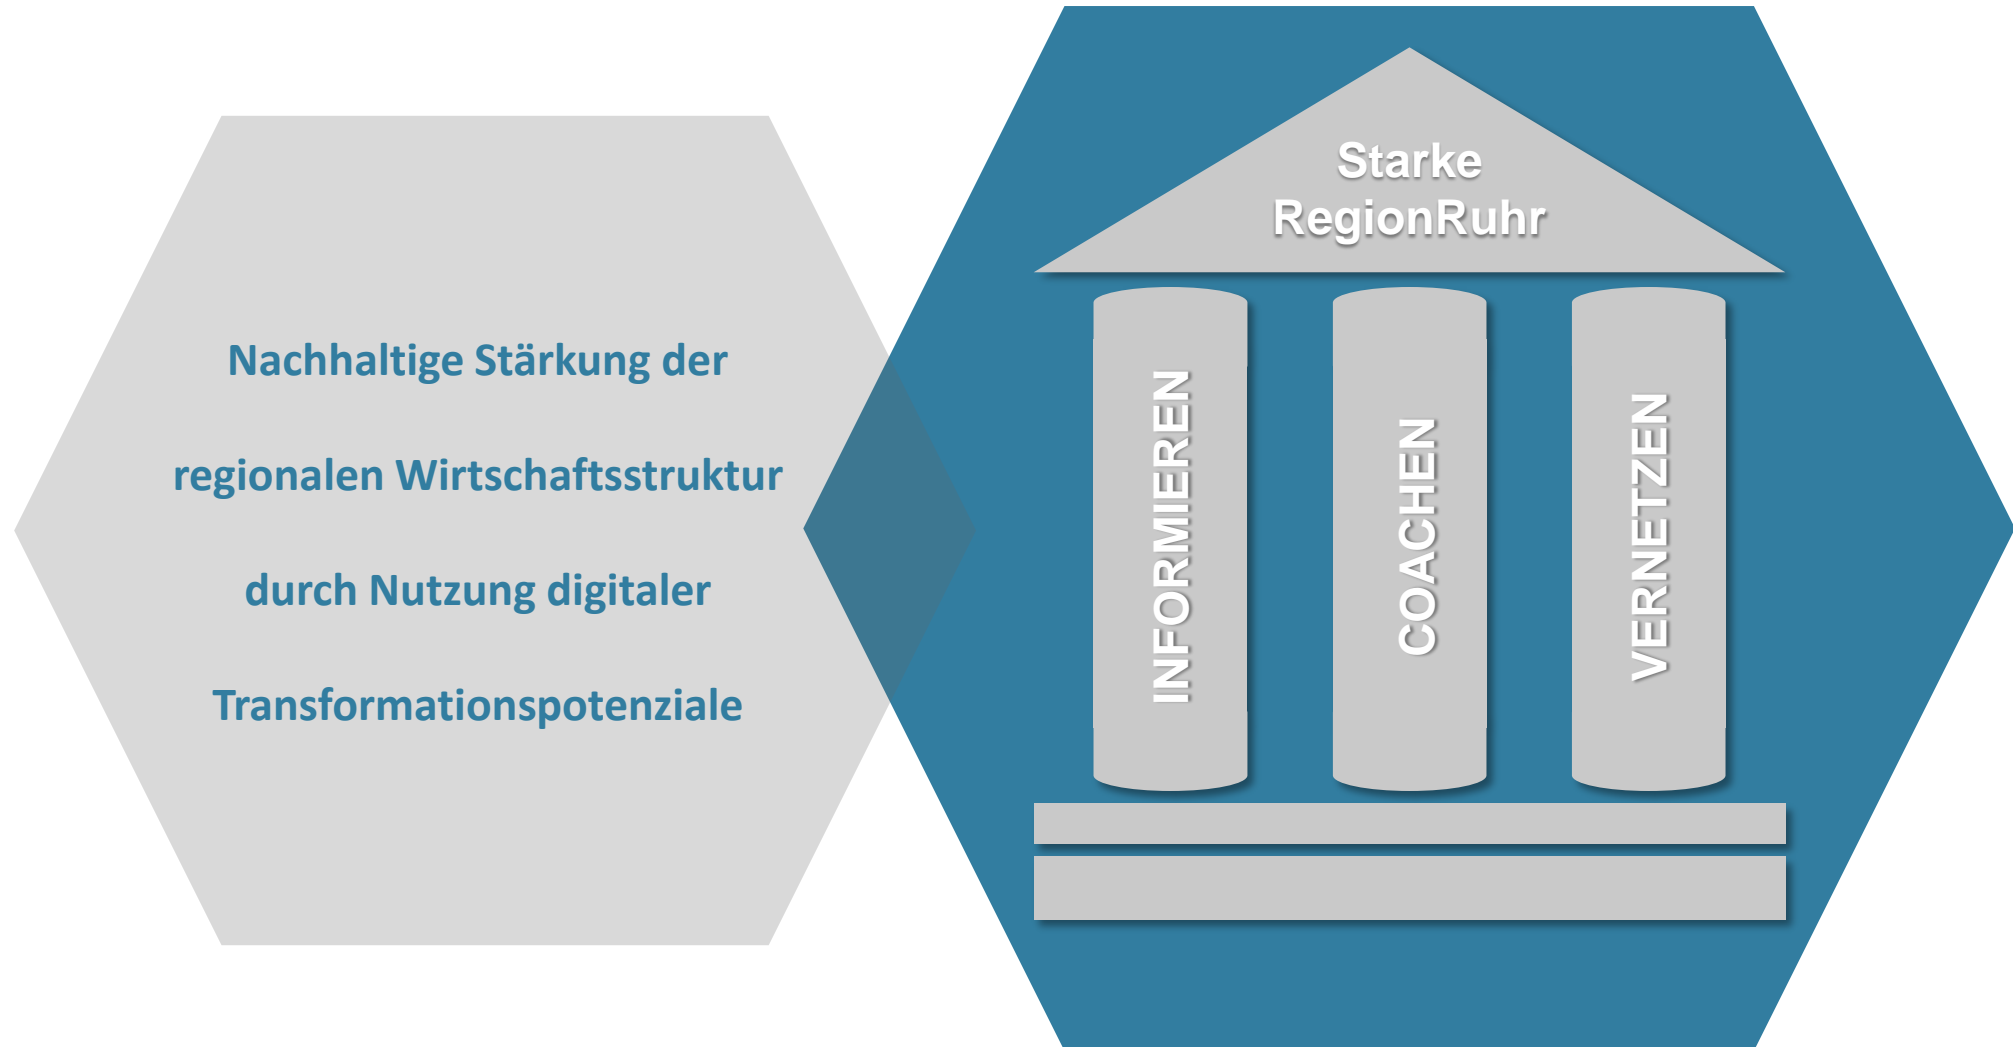 Nachhaltige Stärkung der
regionalen Wirtschaftsstruktur
durch Nutzung digitaler
Transformationspotenziale
Starke
RegionRuhr
INFORMIEREN
COACHEN
VERNETZEN